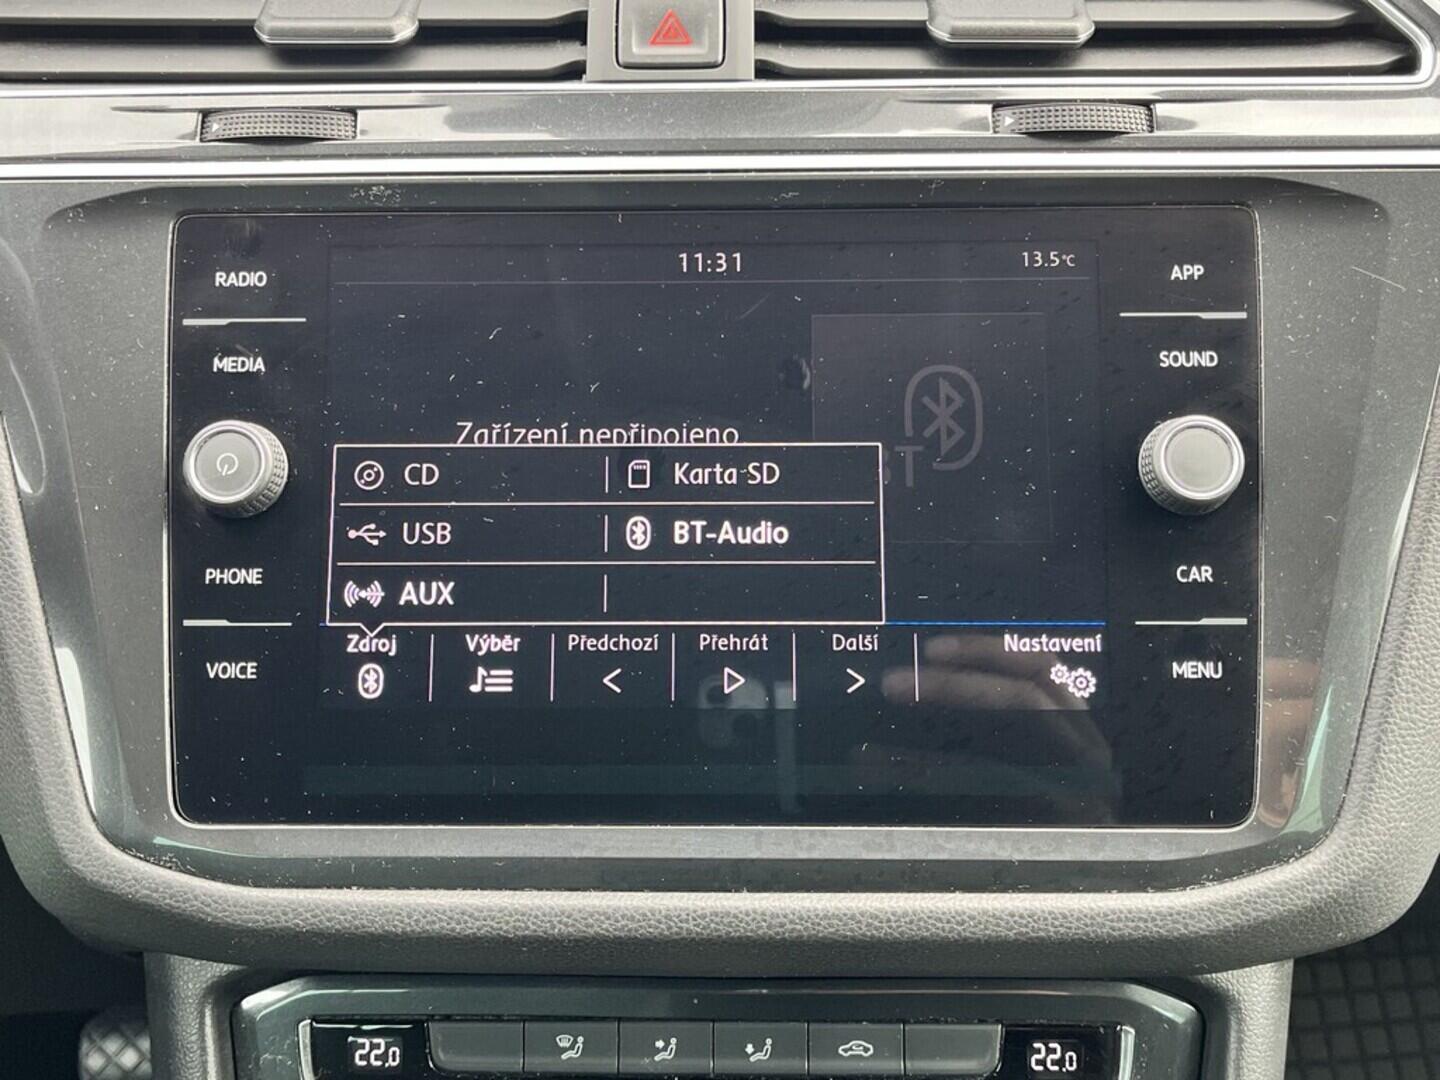 11:31
13.5°C
RADIO
MEDIA
PHONE
VOICE
APP
SOUND
CAR
MENU
Zařízení nepřipojeno.
BT
CD
Karta SD
USB
BT-Audio
AUX
Zdroj
Výběr
Předchozí
Přehrát
Další
Nastavení
22.0
22.0